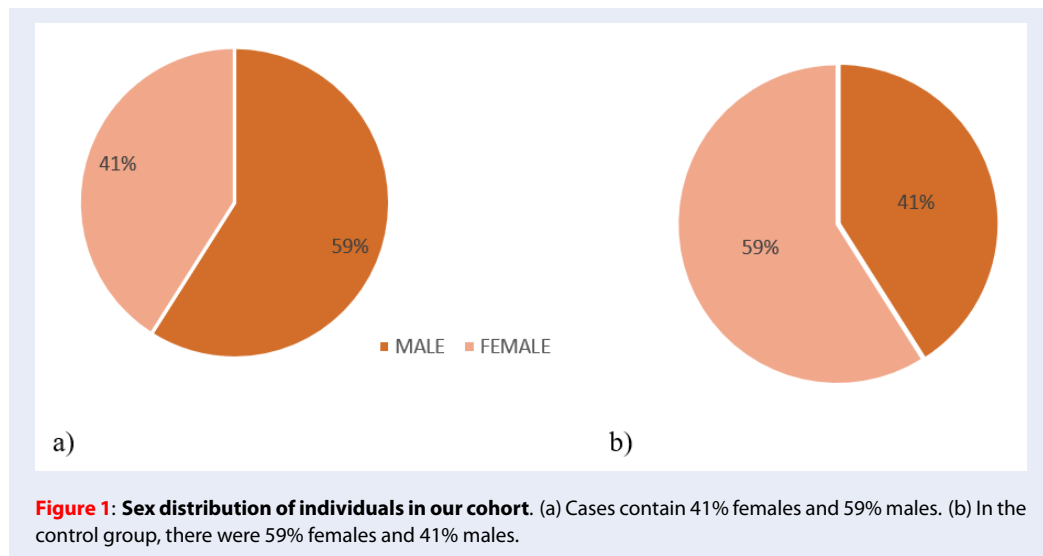 41%
59%
41%
59%
MALE FEMALE
a)
b)
Figure 1: Sex distribution of individuals in our cohort. (a) Cases contain 41% females and 59% males. (b) In the
control group, there were 59% females and 41% males.